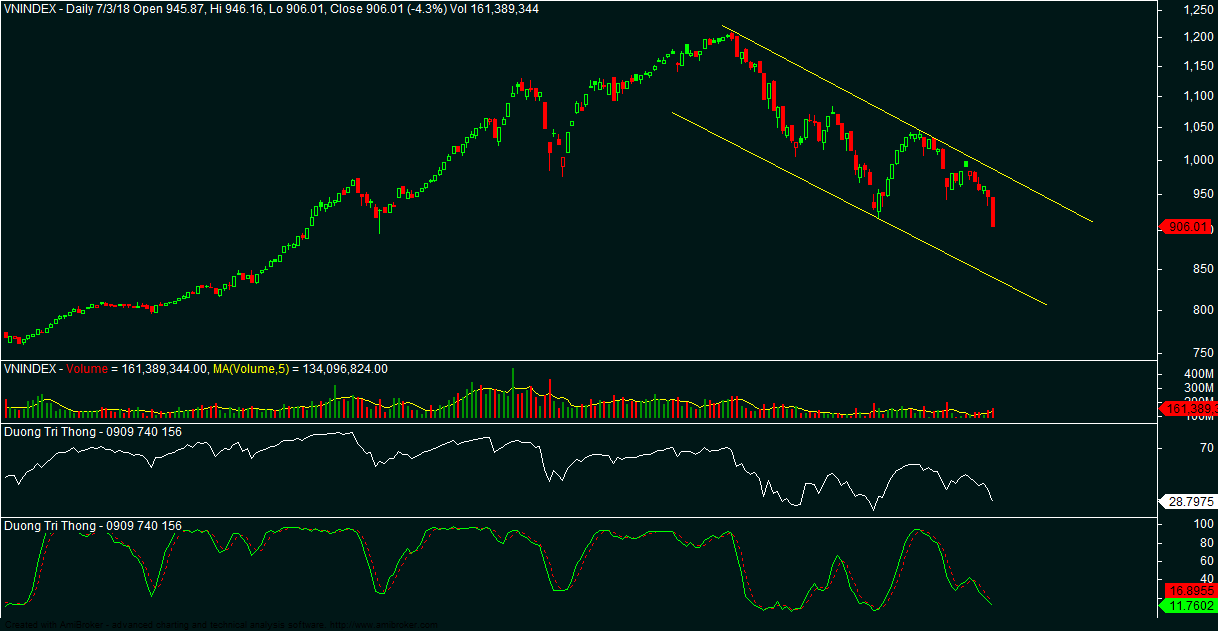 VNINDEX - Daily 7/3/18 Open 945.87, Hi 946.16, Lo 906.01, Close 906.01 (-4.3%) Vol 161,389,344
1,250
1,200
1,150
1,100
1,050
1,000
950
906.01
850
800
750
VNINDEX - Volume = 161,389,344.00, MA(Volume,5) = 134,096,824.00
400M
300M
200M
161,389,3
100M
Duong Tri Thong - 0909 740 156
70
28.7975
Duong Tri Thong - 0909 740 156
100
80
60
40
16.8955
11.7602
Created with AmiBroker - advanced charting and technical analysis software. http://www.amibroker.com